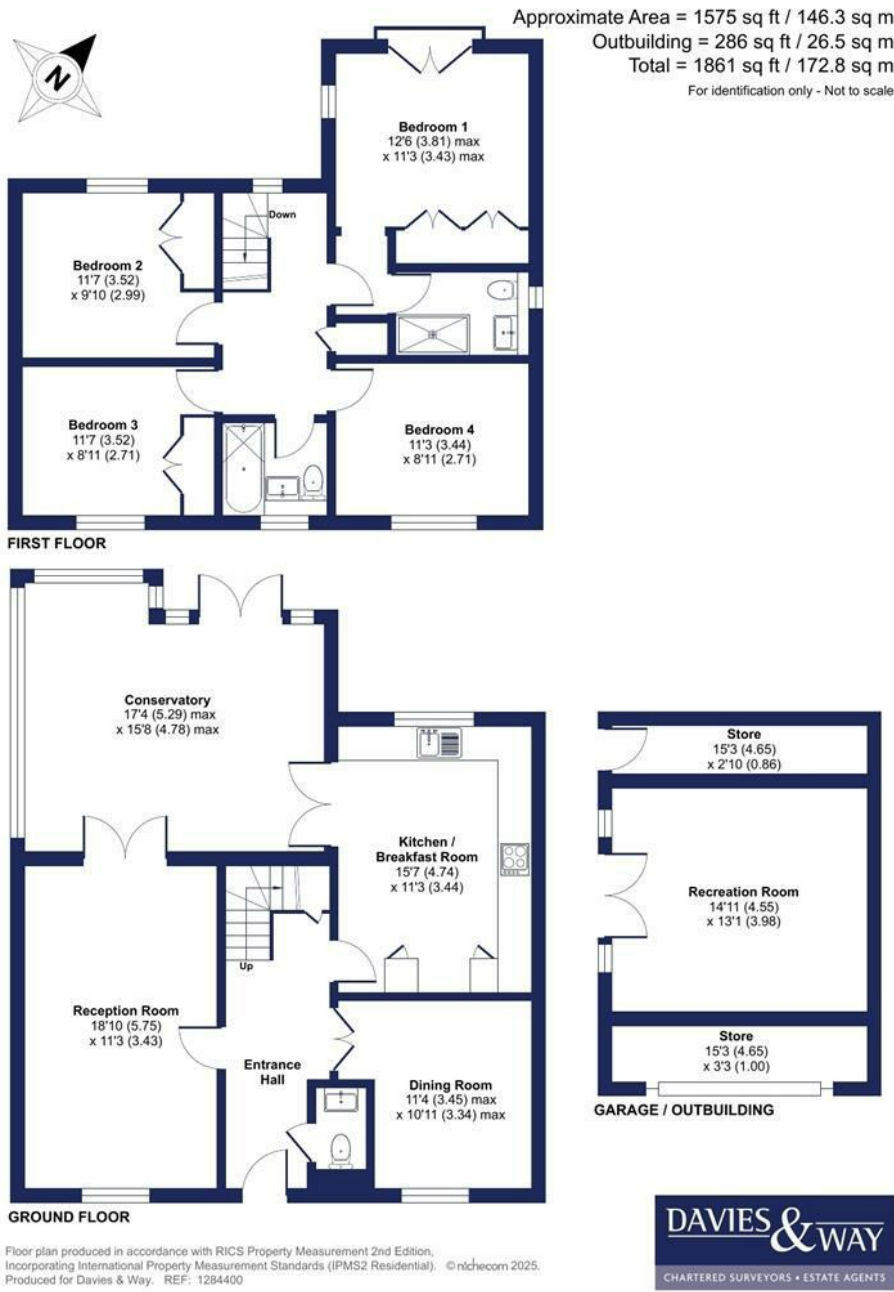 Approximate Area = 1575 sq ft / 146.3 sq m
Outbuilding = 286 sq ft / 26.5 sq m
Total = 1861 sq ft / 172.8 sq m
For identification only - Not to scale
N
Bedroom 1
12'6 (3.81) max
x 11'3 (3.43) max
Down
Bedroom 2
11'7 (3.52)
x 9'10 (2.99)
Bedroom 3
11'7 (3.52)
x 8'11 (2.71)
Bedroom 4
11'3 (3.44)
x 8'11 (2.71)
FIRST FLOOR
Conservatory
17'4 (5.29) max
x 15'8 (4.78) max
Kitchen /
Breakfast Room
15'7 (4.74)
x 11'3 (3.44)
Up
Reception Room
18'10 (5.75)
x 11'3 (3.43)
Entrance
Hall
Dining Room
11'4 (3.45) max
x 10'11 (3.34) max
GROUND FLOOR
Store
15'3 (4.65)
x 2'10 (0.86)
Recreation Room
14'11 (4.55)
x 13'1 (3.98)
Store
15'3 (4.65)
x 3'3 (1.00)
GARAGE / OUTBUILDING
Floor plan produced in accordance with RICS Property Measurement 2nd Edition,
Incorporating International Property Measurement Standards (IPMS2 Residential). © nichecom 2025.
Produced for Davies & Way. REF: 1284400
DAVIES & WAY
CHARTERED SURVEYORS • ESTATE AGENTS